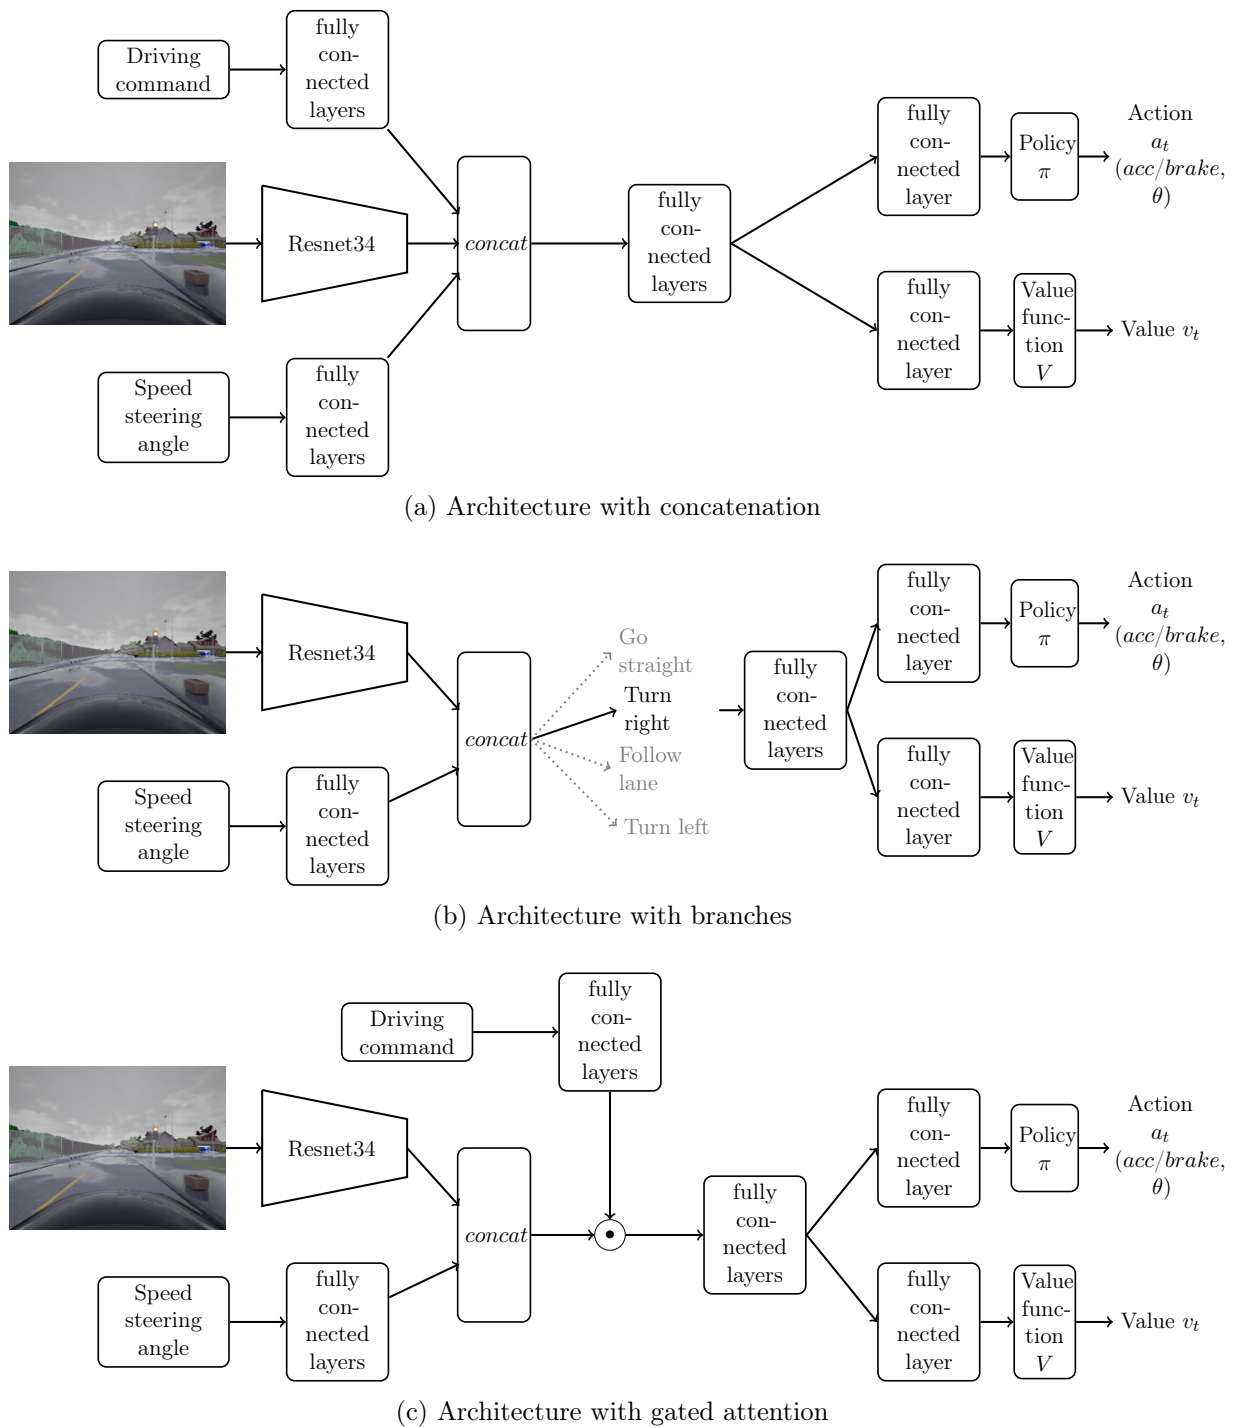 Driving
command
fully
con-
nected
layers
Resnet34
Speed
steering
angle
fully
con-
nected
layers
concat
fully
con-
nected
layers
fully
con-
nected
layer
Policy
π
Action
a_t
(acc/brake,
θ)
fully
con-
nected
layer
Value
func-
tion
V
Value v_t
(a) Architecture with concatenation
Resnet34
Speed
steering
angle
fully
con-
nected
layers
concat
Go
straight
Turn
right
Follow
lane
Turn left
fully
con-
nected
layers
fully
con-
nected
layer
Policy
π
Action
a_t
(acc/brake,
θ)
fully
con-
nected
layer
Value
func-
tion
V
Value v_t
(b) Architecture with branches
Driving
command
fully
con-
nected
layers
Resnet34
Speed
steering
angle
fully
con-
nected
layers
concat
fully
con-
nected
layers
fully
con-
nected
layer
Policy
π
Action
a_t
(acc/brake,
θ)
fully
con-
nected
layer
Value
func-
tion
V
Value v_t
(c) Architecture with gated attention